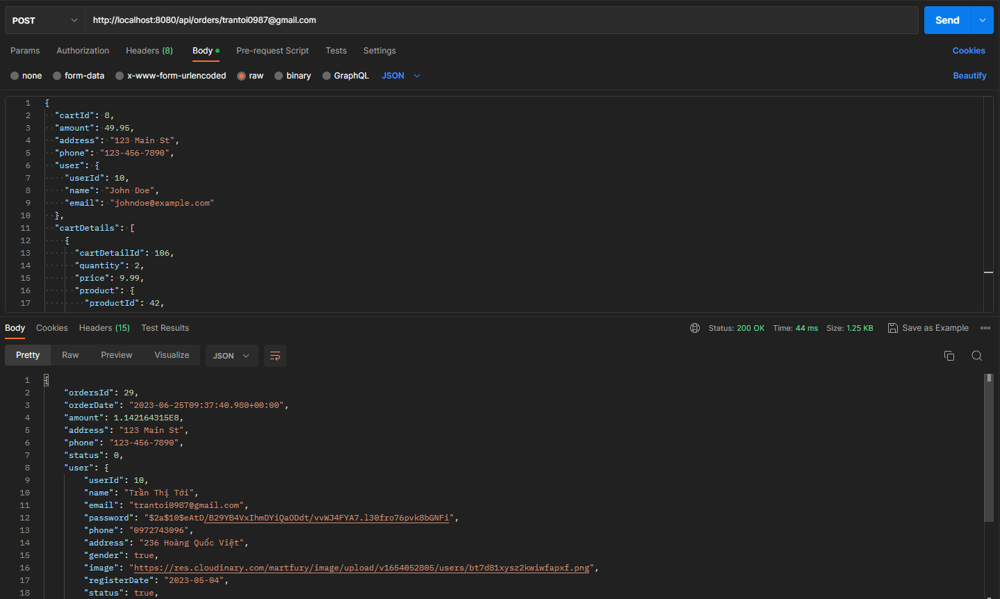 POST http://localhost:8080/api/orders/trantoi0987@gmail.com Send
Params Authorization Headers (8) Body Pre-request Script Tests Settings Cookies
none form-data x-www-form-urlencoded raw binary GraphQL JSON Beautify
1 {
2 "cartId": 8,
3 "amount": 49.95,
4 "address": "123 Main St",
5 "phone": "123-456-7890",
6 "user": {
7 "userId": 10,
8 "name": "John Doe",
9 "email": "johndoe@example.com"
10 },
11 "cartDetails": [
12 {
13 "cartDetailId": 106,
14 "quantity": 2,
15 "price": 9.99,
16 "product": {
17 "productId": 42,
Body Cookies Headers (15) Test Results Status: 200 OK Time: 44 ms Size: 1.25 KB Save as Example
Pretty Raw Preview Visualize JSON
1 {
2 "ordersId": 29,
3 "orderDate": "2023-06-25T09:37:40.980+00:00",
4 "amount": 1.142164315E8,
5 "address": "123 Main St",
6 "phone": "123-456-7890",
7 "status": 0,
8 "user": {
9 "userId": 10,
10 "name": "Trần Thị Tới",
11 "email": "trantoi0987@gmail.com",
12 "password": "$2a$10$eAtD/B29YB4VxIhmDYiQaODdt/vvWJ4FYA7.l30fro76pvk8bGNFi",
13 "phone": "0972743096",
14 "address": "236 Hoàng Quốc Việt",
15 "gender": true,
16 "image": "https://res.cloudinary.com/martfury/image/upload/v1654052805/users/bt7d81xysz2kwiwfapxf.png",
17 "registerDate": "2023-05-04",
18 "status": true,